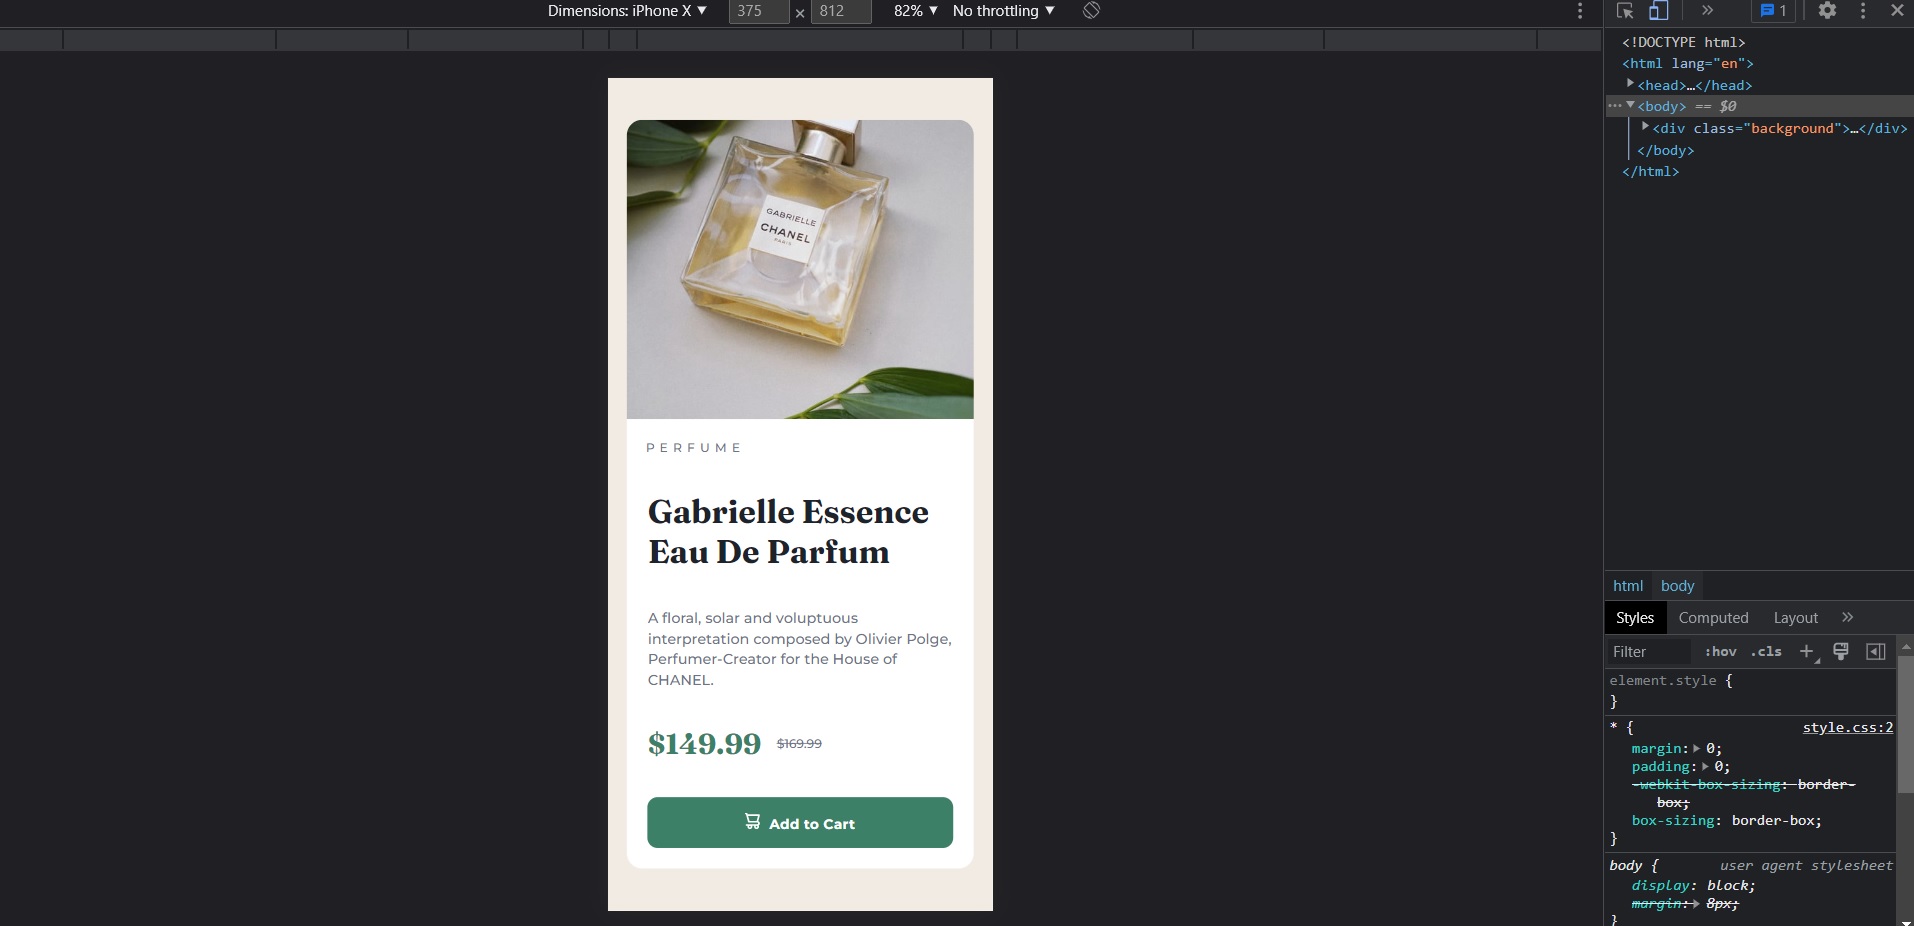 Dimensions: iPhone X ▼ 375 × 812 82% ▼ No throttling ▼
1
<!DOCTYPE html>
<html lang="en">
<head>…</head>
<body> == $0
<div class="background">…</div>
</body>
</html>
GABRIELLE
CHANEL
PARIS
PERFUME
Gabrielle Essence
Eau De Parfum
A floral, solar and voluptuous
interpretation composed by Olivier Polge,
Perfumer-Creator for the House of
CHANEL.
$149.99 $169.99
Add to Cart
html body
Styles Computed Layout »
Filter :hov .cls +
element.style {
}
* { style.css:2
margin: 0;
padding: 0;
-webkit-box-sizing: border-
box;
box-sizing: border-box;
}
body { user agent stylesheet
display: block;
margin: 8px;
}